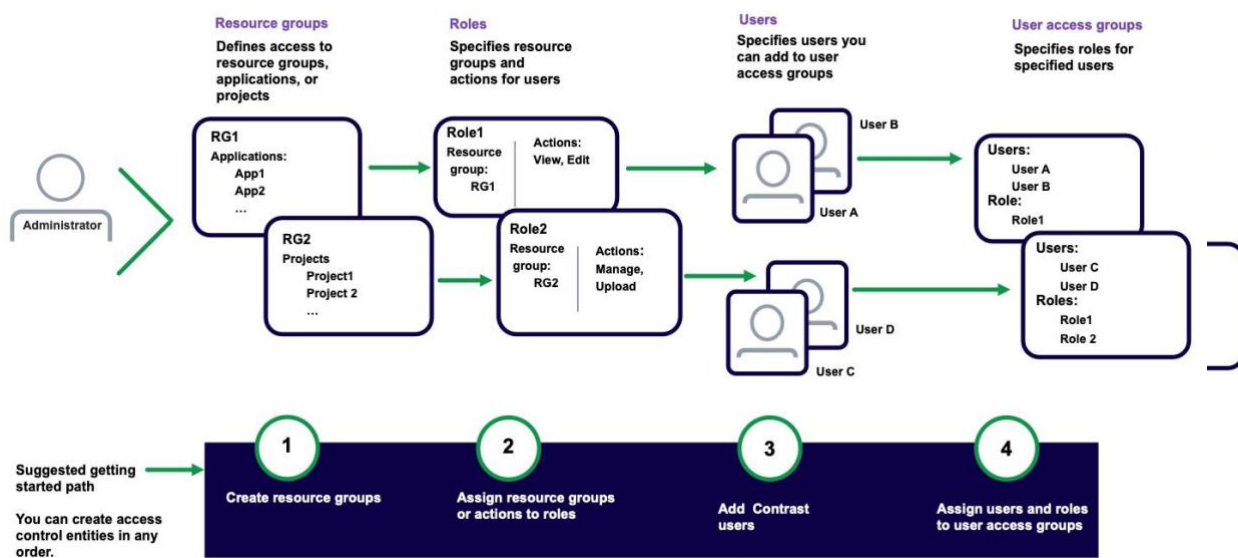 Resource groups
Defines access to
resource groups,
applications, or
projects
Roles
Specifies resource
groups and
actions for users
Users
Specifies users you
can add to user
access groups
User access groups
Specifies roles for
specified users
Administrator
RG1
Applications:
App1
App2
...
RG2
Projects
Project1
Project 2
...
Role1
Resource
group:
RG1
Actions:
View, Edit
Role2
Resource
group:
RG2
Actions:
Manage,
Upload
User B
User A
User D
User C
Users:
User A
User B
Role:
Role1
Users:
User C
User D
Roles:
Role1
Role 2
Suggested getting
started path
You can create access
control entities in any
order.
1
Create resource groups
2
Assign resource groups
or actions to roles
3
Add Contrast
users
4
Assign users and roles
to user access groups